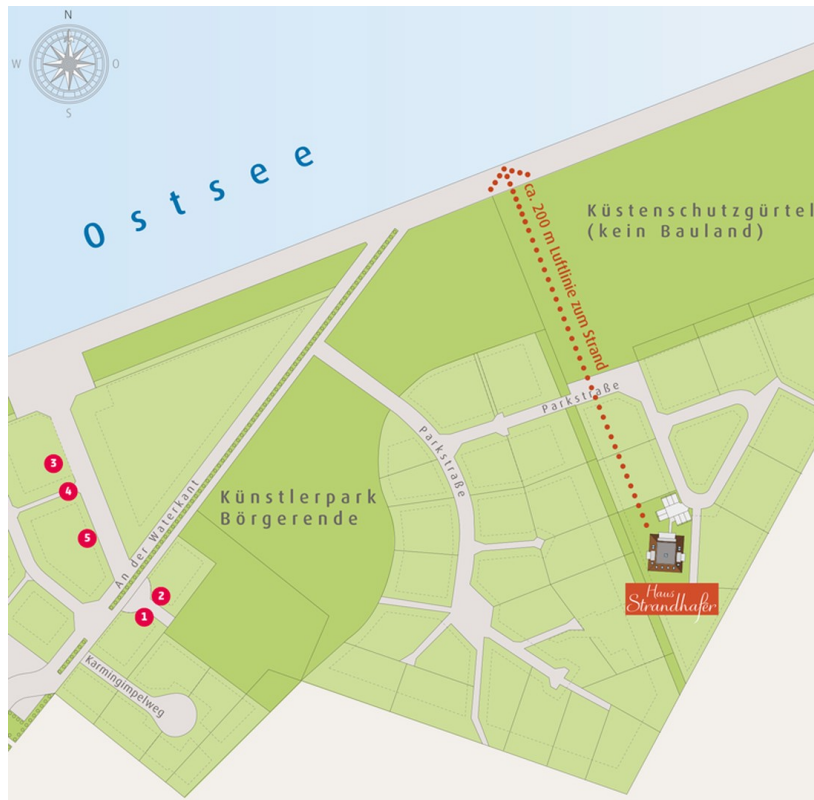 N
W
O
S
Ostsee
ca. 200 m Luftlinie zum Strand
Küstenschutzgürtel
(kein Bauland)
Parkstraße
Parkstraße
Künstlerpark
Börgerende
An der Waterkant
3
4
5
2
1
Haus
Strandhafer
Karmingimpelweg